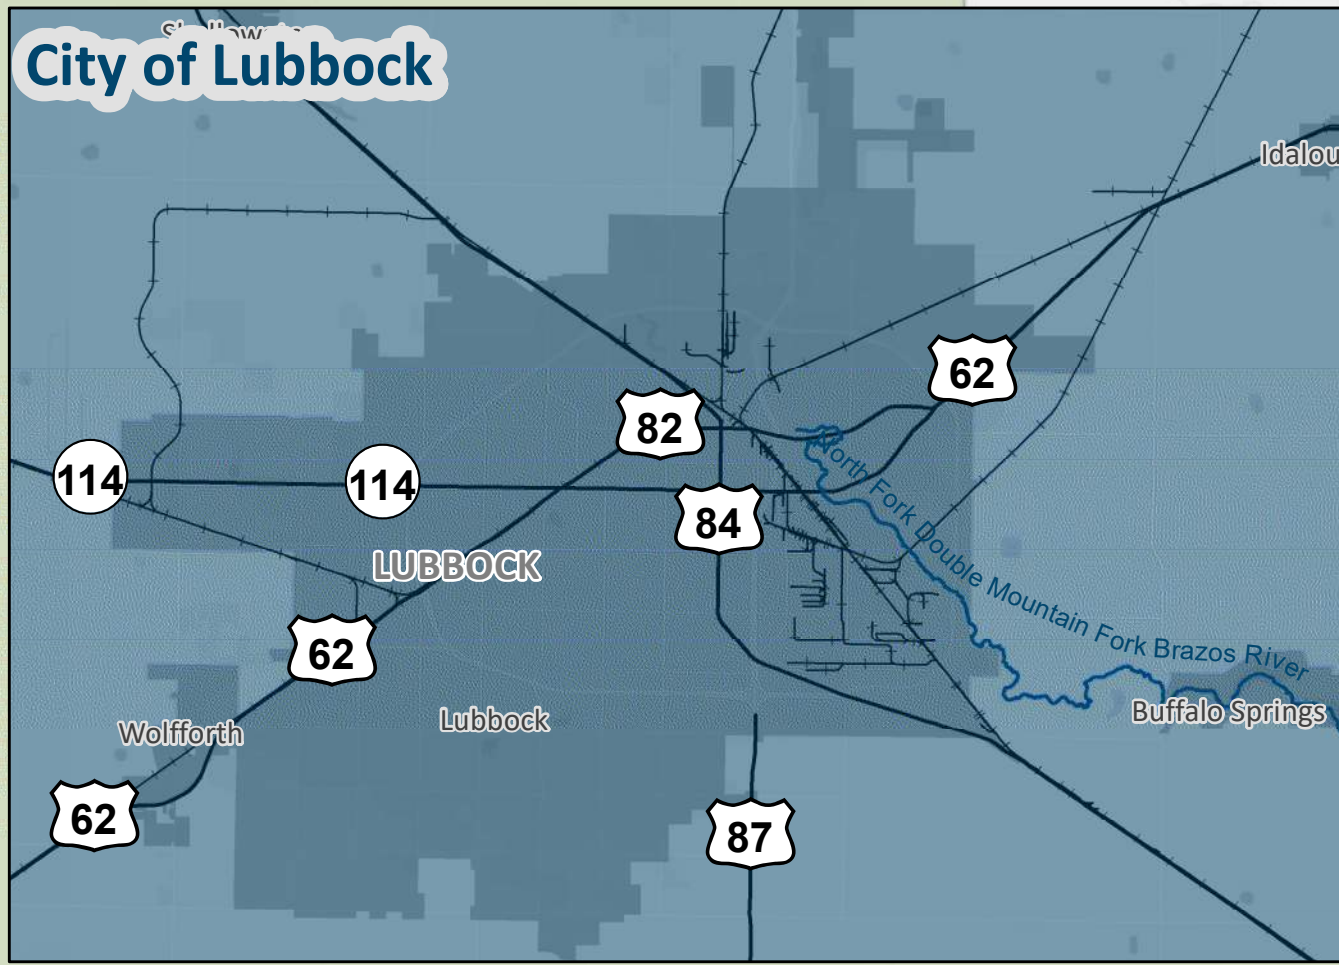 City of Lubbock
Idalou
62
82
114
114
84
North Fork Double Mountain Fork Brazos River
LUBBOCK
62
Wolfforth
Lubbock
Buffalo Springs
62
87